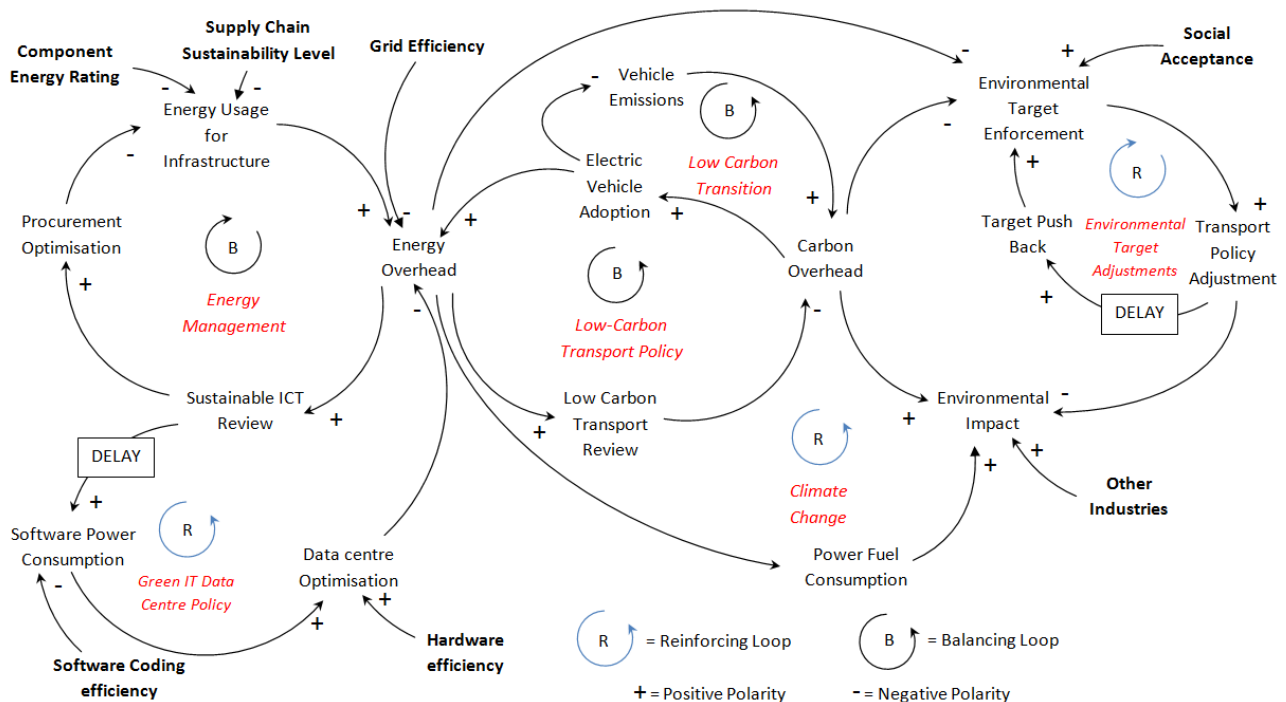 Supply Chain
Sustainability Level
Component
Energy Rating
Grid Efficiency
Social
Acceptance
-
-
Energy Usage
for
Infrastructure
-
-
Vehicle
Emissions
B
Low Carbon
Transition
-
+
Environmental
Target
Enforcement
-
+
Electric
Vehicle
Adoption
+
R
Environmental
Target
Adjustments
Target Push
Back
+
+
Transport
Policy
Adjustment
DELAY
Procurement
Optimisation
+
B
Energy
Management
+
-
+
Energy
Overhead
-
B
Low-Carbon
Transport Policy
+
Carbon
Overhead
-
Sustainable ICT
Review
+
DELAY
+
Low Carbon
Transport Review
+
R
Climate
Change
+
-
Environmental
Impact
+
+
Other
Industries
Software Power
Consumption
-
R
Green IT Data
Centre Policy
Data centre
Optimisation
+
+
Power Fuel
Consumption
Software Coding
efficiency
Hardware
efficiency
R
= Reinforcing Loop
B
= Balancing Loop
+ = Positive Polarity
- = Negative Polarity